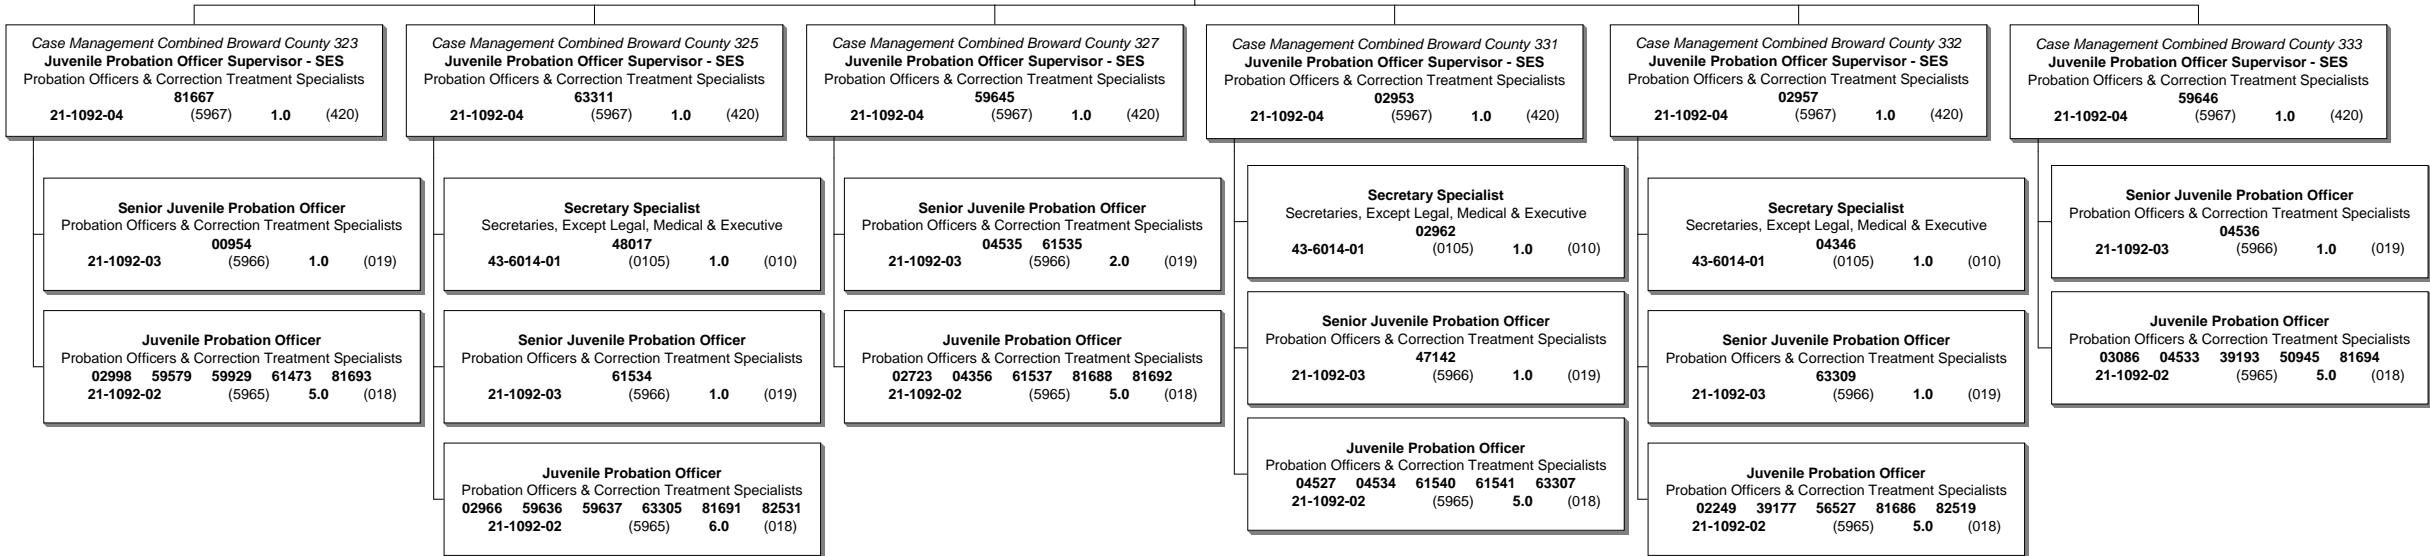 Case Management Combined Broward County 323
Juvenile Probation Officer Supervisor - SES
Probation Officers & Correction Treatment Specialists
81667
21-1092-04 (5967) 1.0 (420)
Senior Juvenile Probation Officer
Probation Officers & Correction Treatment Specialists
00954
21-1092-03 (5966) 1.0 (019)
Juvenile Probation Officer
Probation Officers & Correction Treatment Specialists
02998 59579 59929 61473 81693
21-1092-02 (5965) 5.0 (018)
Case Management Combined Broward County 325
Juvenile Probation Officer Supervisor - SES
Probation Officers & Correction Treatment Specialists
63311
21-1092-04 (5967) 1.0 (420)
Secretary Specialist
Secretaries, Except Legal, Medical & Executive
48017
43-6014-01 (0105) 1.0 (010)
Senior Juvenile Probation Officer
Probation Officers & Correction Treatment Specialists
61534
21-1092-03 (5966) 1.0 (019)
Juvenile Probation Officer
Probation Officers & Correction Treatment Specialists
02966 59636 59637 63305 81691 82531
21-1092-02 (5965) 6.0 (018)
Case Management Combined Broward County 327
Juvenile Probation Officer Supervisor - SES
Probation Officers & Correction Treatment Specialists
59645
21-1092-04 (5967) 1.0 (420)
Senior Juvenile Probation Officer
Probation Officers & Correction Treatment Specialists
04535 61535
21-1092-03 (5966) 2.0 (019)
Juvenile Probation Officer
Probation Officers & Correction Treatment Specialists
02723 04356 61537 81688 81692
21-1092-02 (5965) 5.0 (018)
Case Management Combined Broward County 331
Juvenile Probation Officer Supervisor - SES
Probation Officers & Correction Treatment Specialists
02953
21-1092-04 (5967) 1.0 (420)
Secretary Specialist
Secretaries, Except Legal, Medical & Executive
02962
43-6014-01 (0105) 1.0 (010)
Senior Juvenile Probation Officer
Probation Officers & Correction Treatment Specialists
47142
21-1092-03 (5966) 1.0 (019)
Juvenile Probation Officer
Probation Officers & Correction Treatment Specialists
04527 04534 61540 61541 63307
21-1092-02 (5965) 5.0 (018)
Case Management Combined Broward County 332
Juvenile Probation Officer Supervisor - SES
Probation Officers & Correction Treatment Specialists
02957
21-1092-04 (5967) 1.0 (420)
Secretary Specialist
Secretaries, Except Legal, Medical & Executive
04346
43-6014-01 (0105) 1.0 (010)
Senior Juvenile Probation Officer
Probation Officers & Correction Treatment Specialists
63309
21-1092-03 (5966) 1.0 (019)
Juvenile Probation Officer
Probation Officers & Correction Treatment Specialists
02249 39177 56527 81686 82519
21-1092-02 (5965) 5.0 (018)
Case Management Combined Broward County 333
Juvenile Probation Officer Supervisor - SES
Probation Officers & Correction Treatment Specialists
59646
21-1092-04 (5967) 1.0 (420)
Senior Juvenile Probation Officer
Probation Officers & Correction Treatment Specialists
04536
21-1092-03 (5966) 1.0 (019)
Juvenile Probation Officer
Probation Officers & Correction Treatment Specialists
03086 04533 39193 50945 81694
21-1092-02 (5965) 5.0 (018)